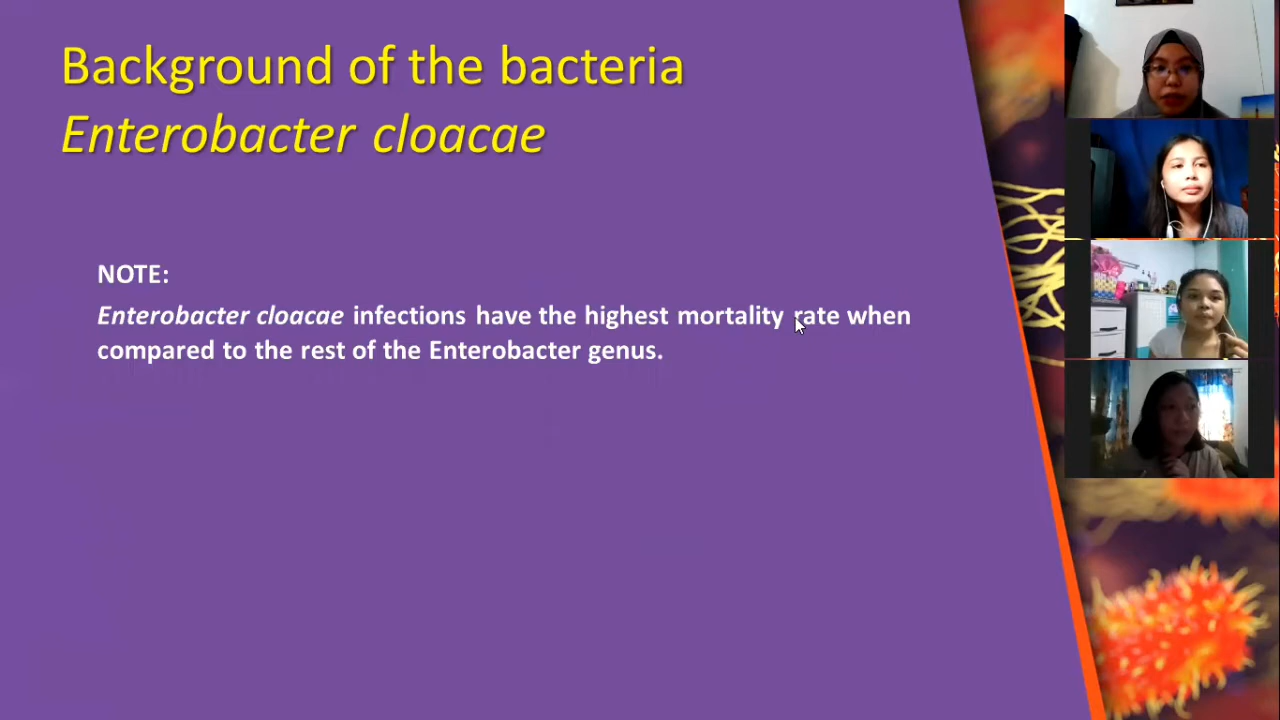 Background of the bacteria
Enterobacter cloacae
NOTE:
Enterobacter cloacae infections have the highest mortality rate when
compared to the rest of the Enterobacter genus.